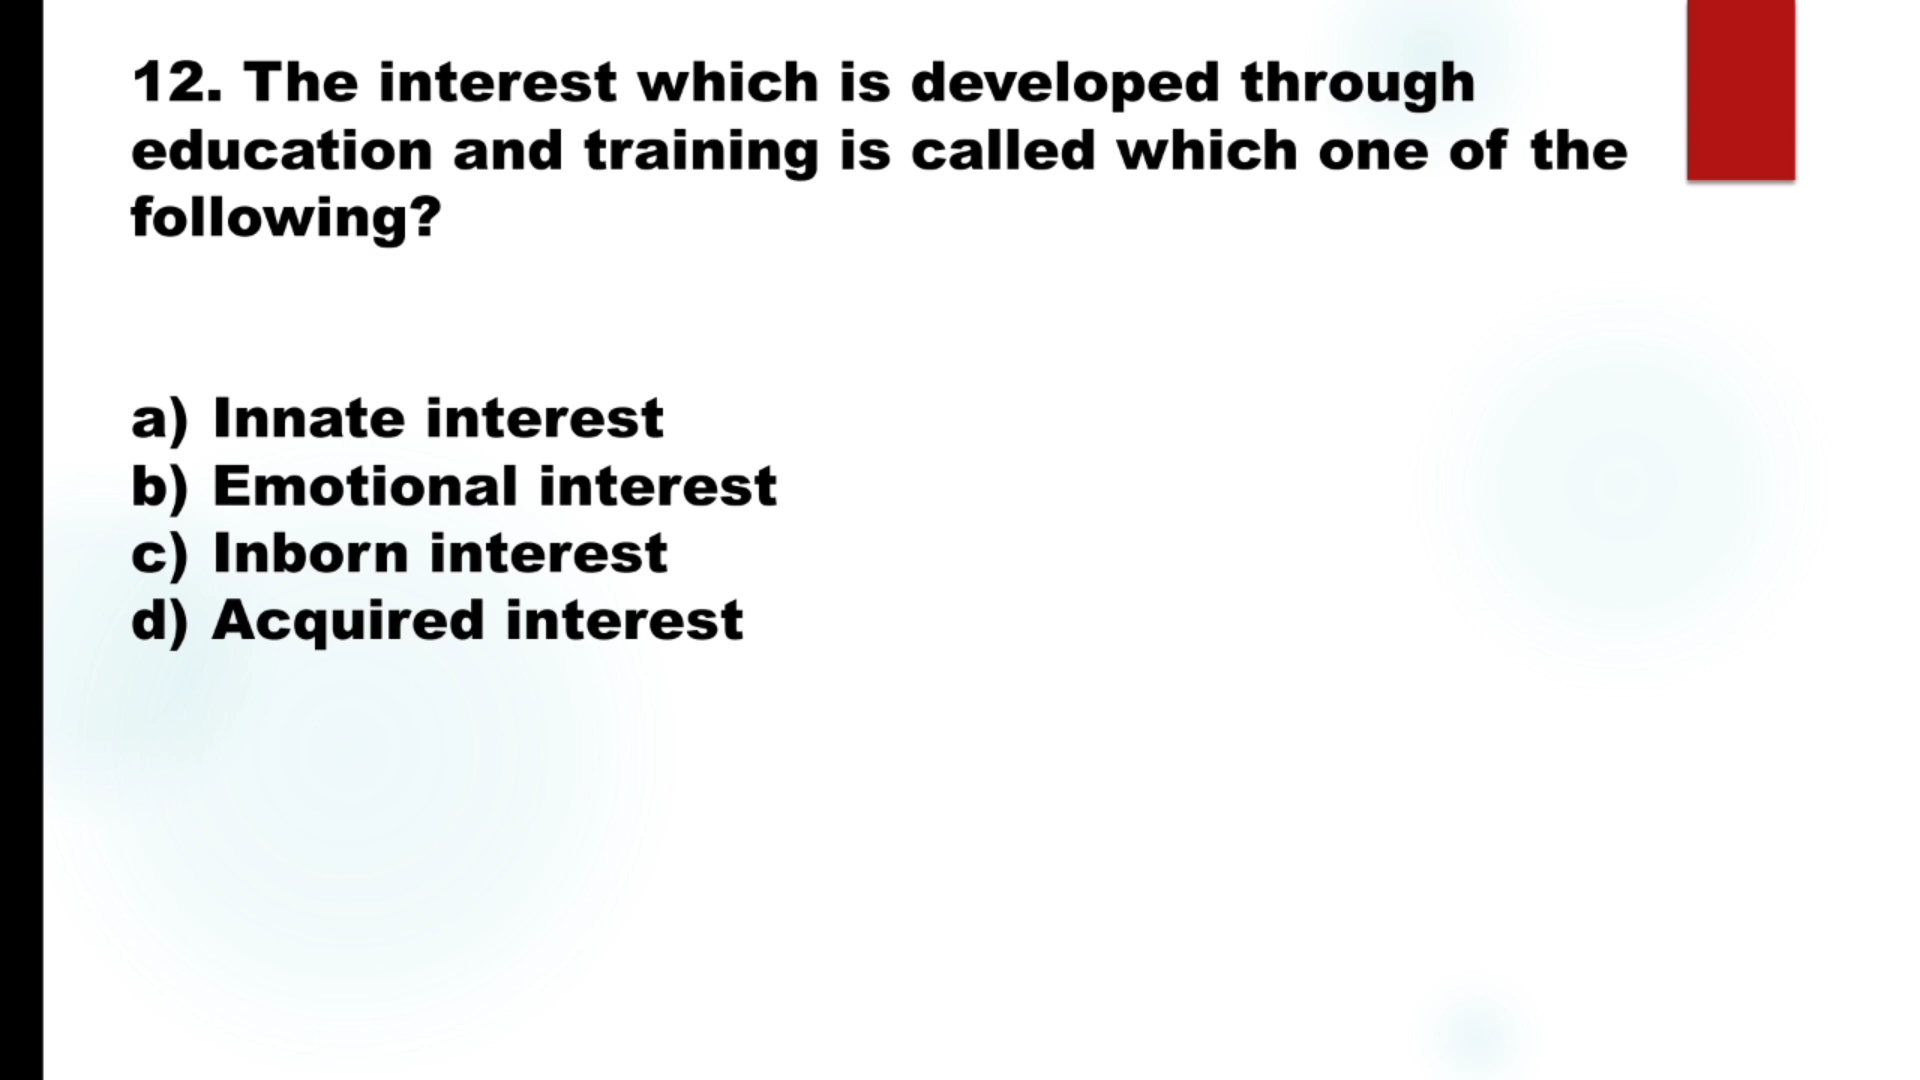 12. The interest which is developed through
education and training is called which one of the
following?
a) Innate interest
b) Emotional interest
c) Inborn interest
d) Acquired interest